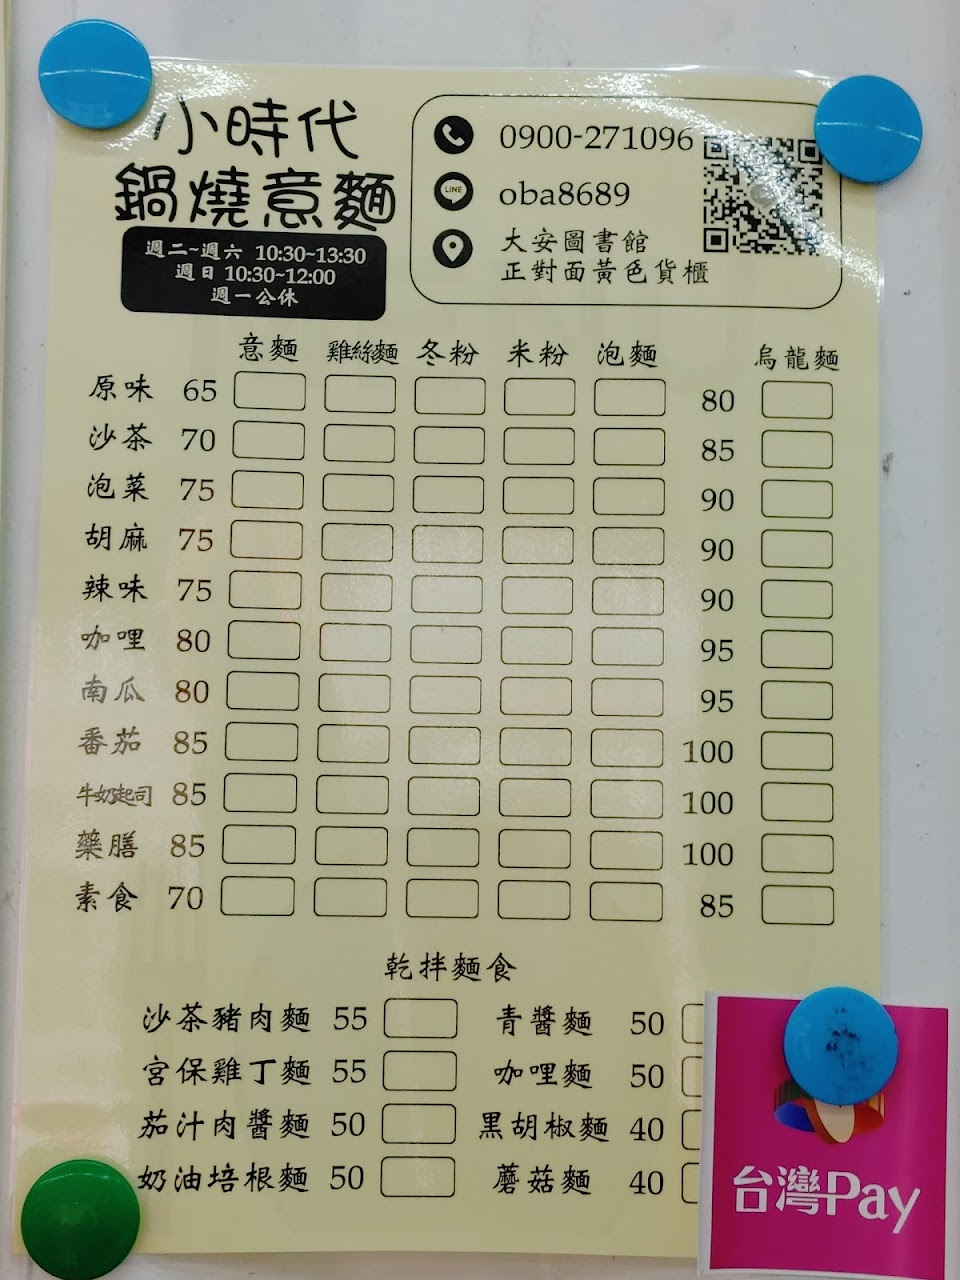 小時代
鍋燒意麵
週二~週六 10:30~13:30
週日 10:30~12:00
週一公休
0900-271096
LINE oba8689
大安圖書館
正對面黃色貨櫃
意麵 雞絲麵 冬粉 米粉 泡麵 烏龍麵
原味 65 80
沙茶 70 85
泡菜 75 90
胡麻 75 90
辣味 75 90
咖哩 80 95
南瓜 80 95
番茄 85 100
牛奶起司 85 100
藥膳 85 100
素食 70 85
乾拌麵食
沙茶豬肉麵 55 青醬麵 50
宮保雞丁麵 55 咖哩麵 50
茄汁肉醬麵 50 黑胡椒麵 40
奶油培根麵 50 蘑菇麵 40
台灣Pay